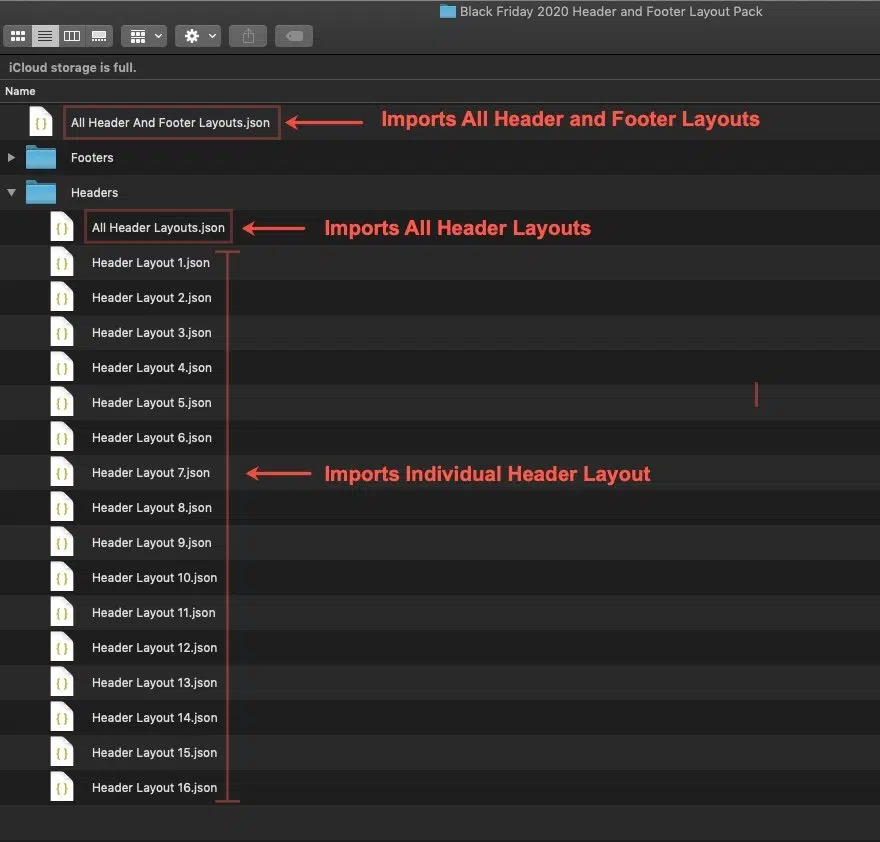 Black Friday 2020 Header and Footer Layout Pack
iCloud storage is full.
Name
All Header And Footer Layouts.json
Imports All Header and Footer Layouts
Footers
Headers
All Header Layouts.json
Imports All Header Layouts
Header Layout 1.json
Header Layout 2.json
Header Layout 3.json
Header Layout 4.json
Header Layout 5.json
Header Layout 6.json
Header Layout 7.json
Imports Individual Header Layout
Header Layout 8.json
Header Layout 9.json
Header Layout 10.json
Header Layout 11.json
Header Layout 12.json
Header Layout 13.json
Header Layout 14.json
Header Layout 15.json
Header Layout 16.json